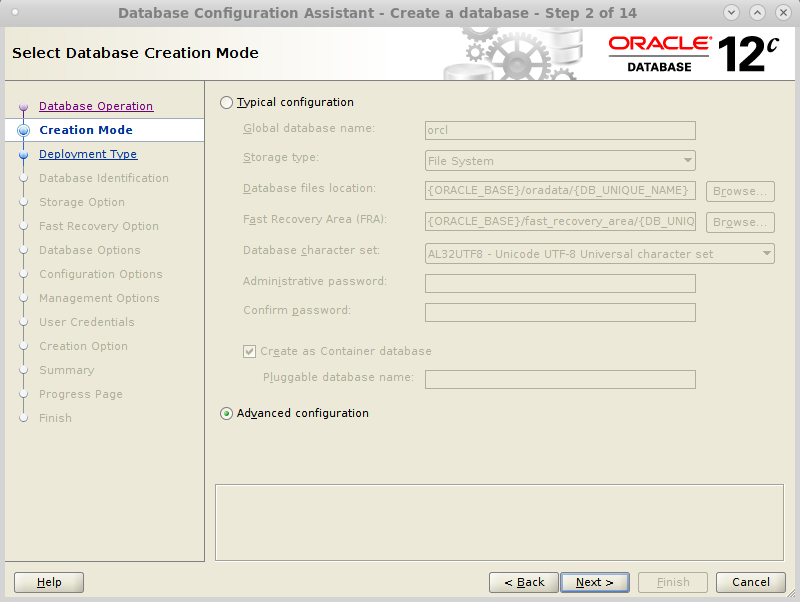 Database Configuration Assistant - Create a database - Step 2 of 14
Select Database Creation Mode
ORACLE
DATABASE
12c
Database Operation
Creation Mode
Deployment Type
Database Identification
Storage Option
Fast Recovery Option
Database Options
Configuration Options
Management Options
User Credentials
Creation Option
Summary
Progress Page
Finish
Typical configuration
Global database name: orcl
Storage type: File System
Database files location: {ORACLE_BASE}/oradata/{DB_UNIQUE_NAME} Browse...
Fast Recovery Area (FRA): {ORACLE_BASE}/fast_recovery_area/{DB_UNIQ Browse...
Database character set: AL32UTF8 - Unicode UTF-8 Universal character set
Administrative password:
Confirm password:
Create as Container database
Pluggable database name:
Advanced configuration
Help < Back Next > Finish Cancel